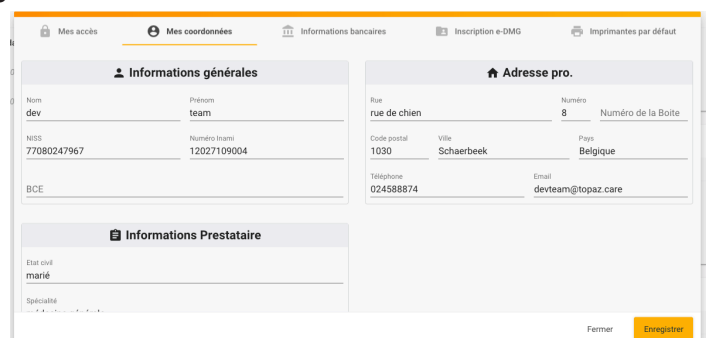 Mes accès
Mes coordonnées
Informations bancaires
Inscription e-DMG
Imprimantes par défaut
Informations générales
Nom
Prénom
dev
team
NISS
Numéro Inami
77080247967
12027109004
BCE
Adresse pro.
Rue
Numéro
rue de chien
8
Numéro de la Boite
Code postal
Ville
Pays
1030
Schaerbeek
Belgique
Téléphone
Email
024588874
devteam@topaz.care
Informations Prestataire
Etat civil
marié
Spécialité
Fermer
Enregistrer